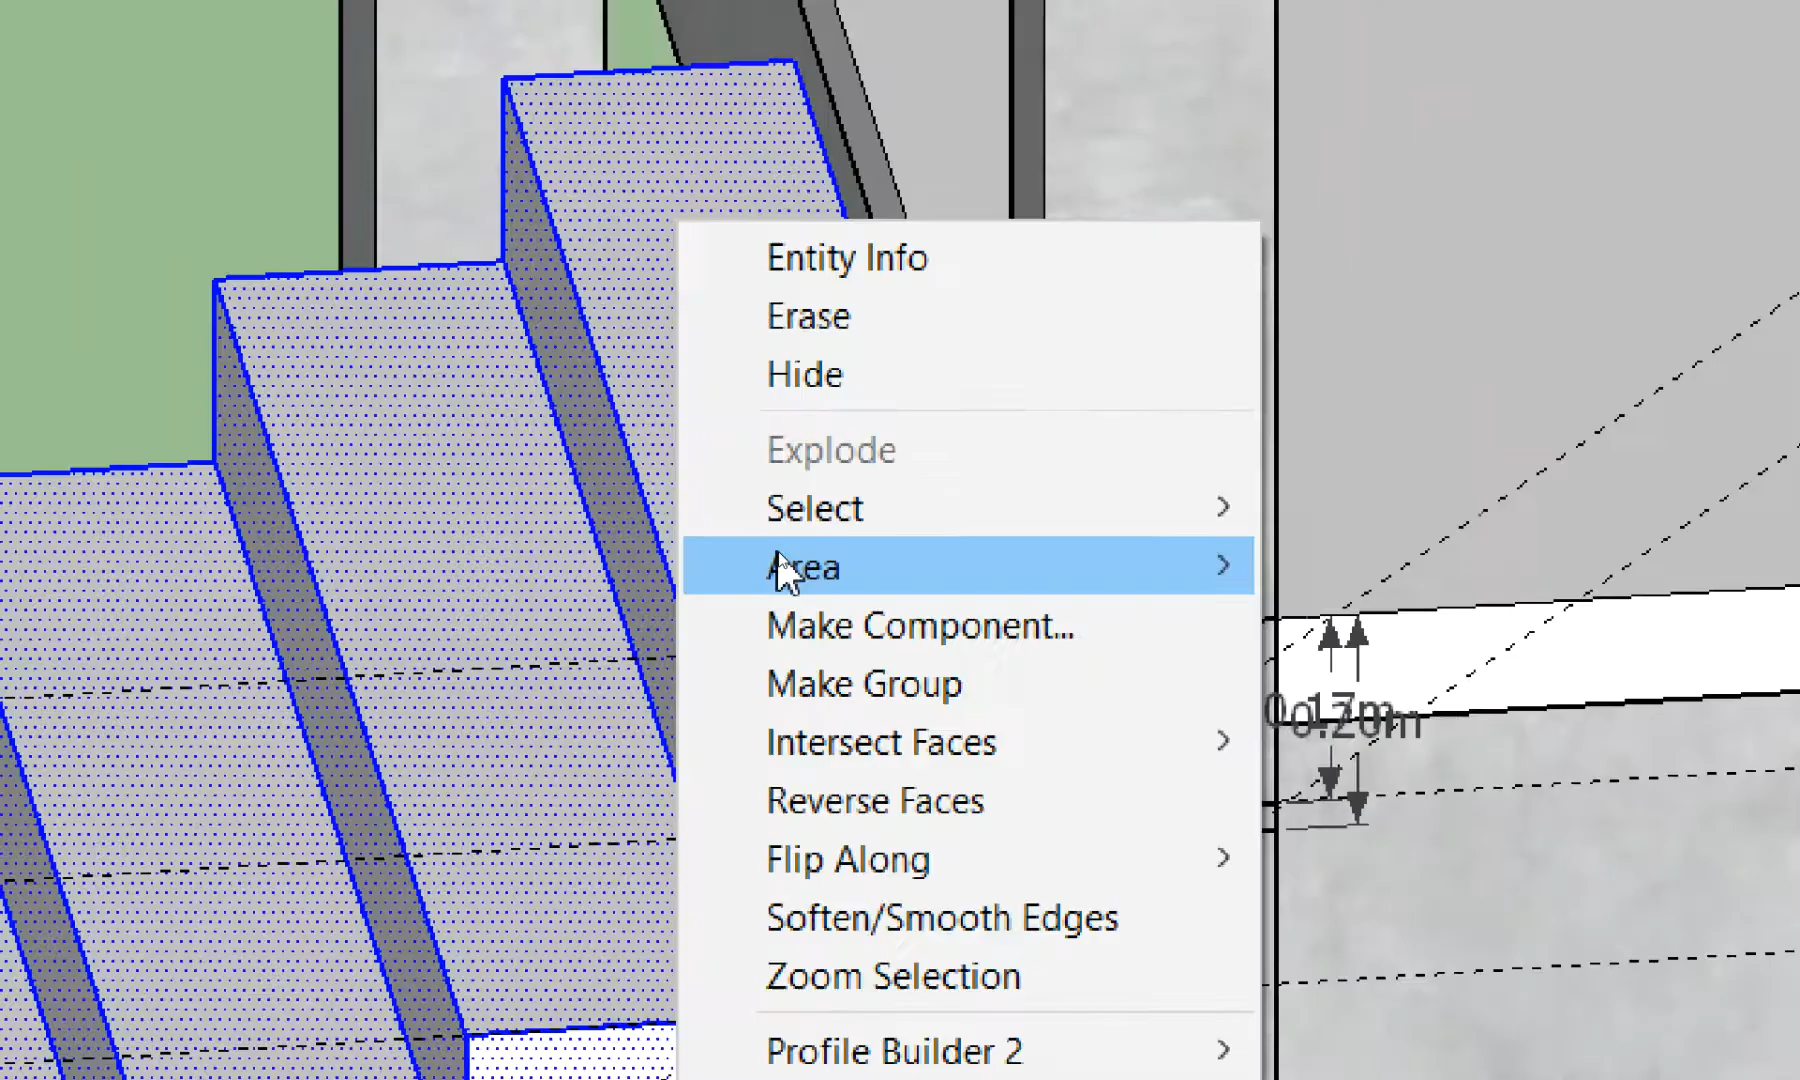 Entity Info
Erase
Hide
Explode
Select
Area
Make Component...
Make Group
Intersect Faces
Reverse Faces
Flip Along
Soften/Smooth Edges
Zoom Selection
Profile Builder 2